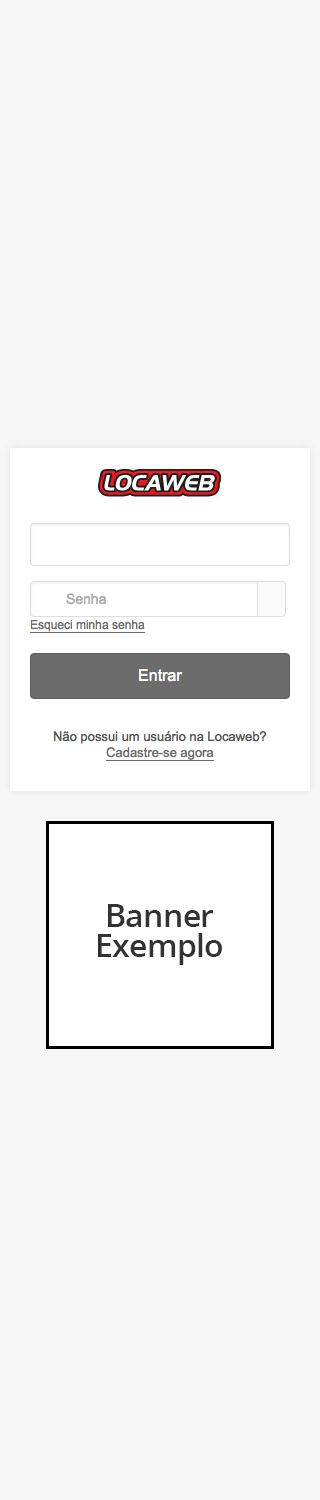 LOCAWEB
Senha
Esqueci minha senha
Entrar
Não possui um usuário na Locaweb?
Cadastre-se agora
Banner
Exemplo